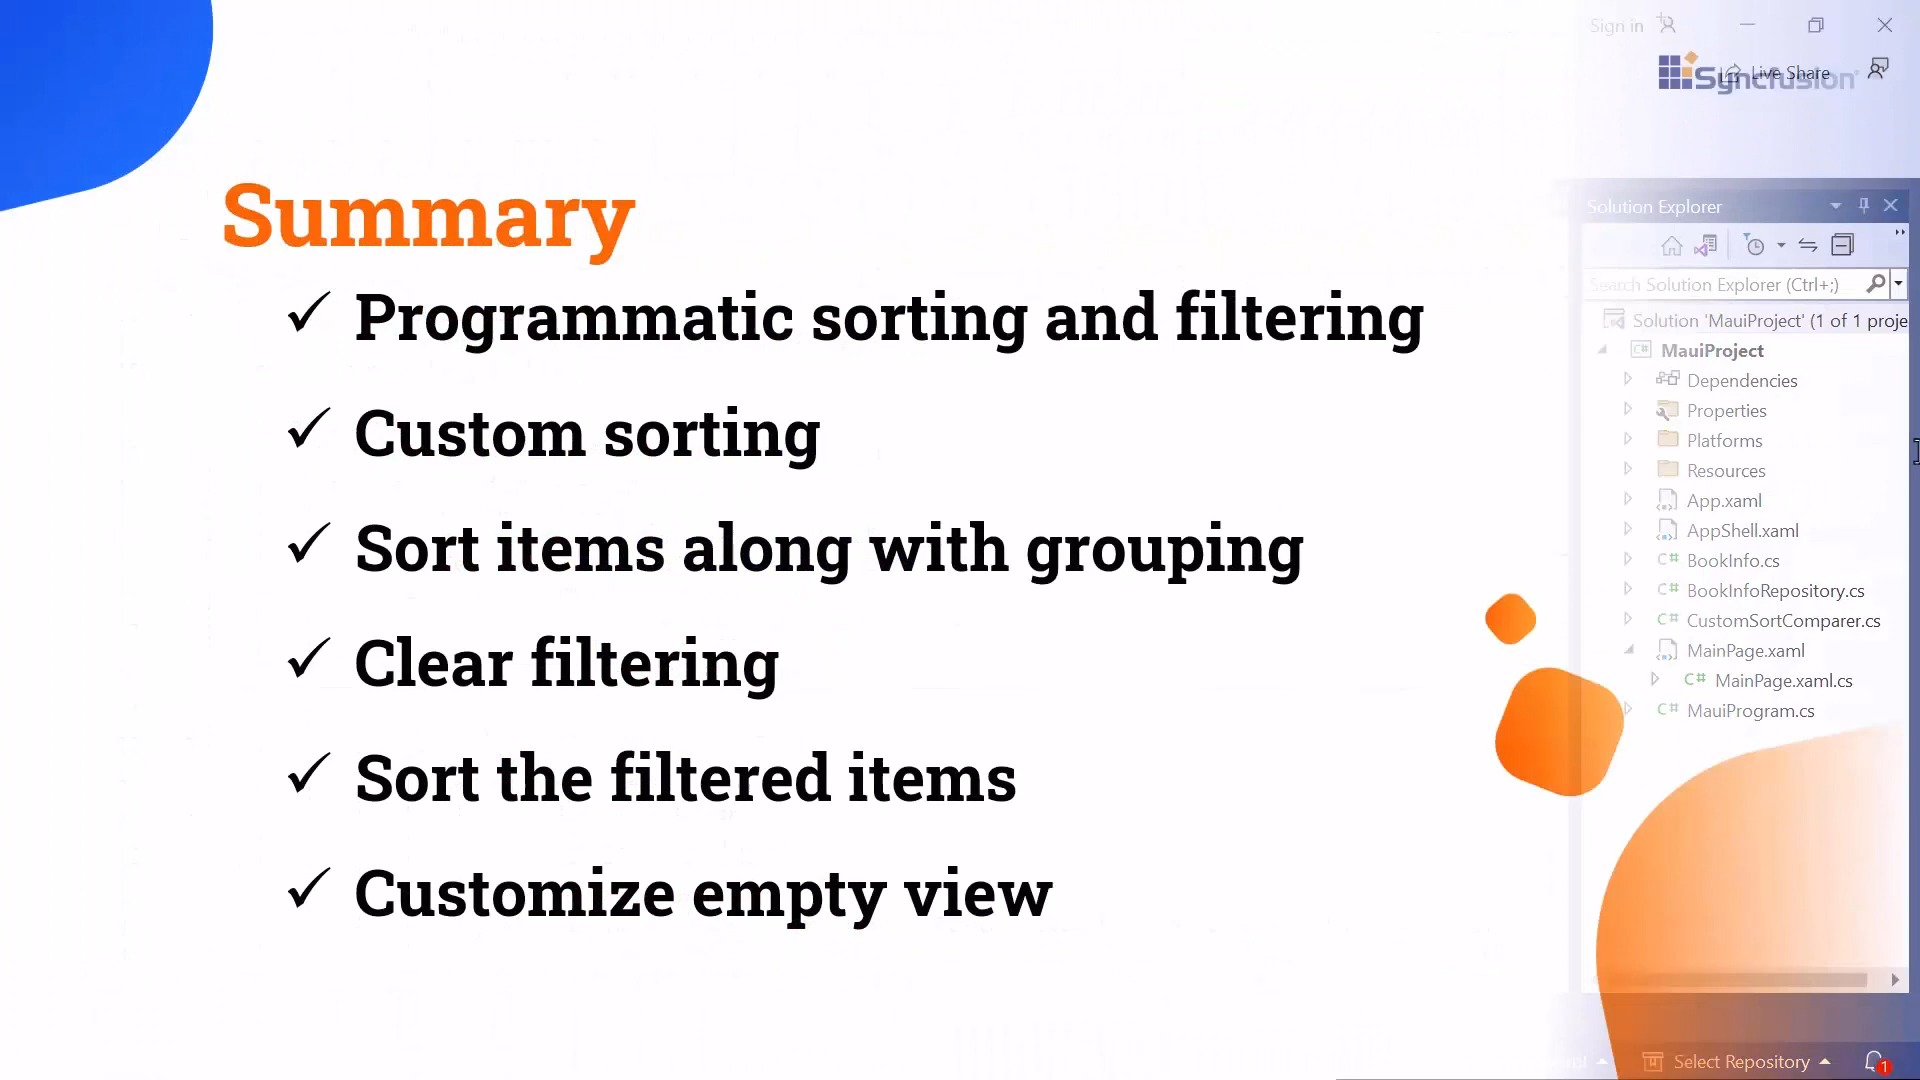 Sign in
Live Share
Syncfusion
Summary
Programmatic sorting and filtering
Custom sorting
Sort items along with grouping
Clear filtering
Sort the filtered items
Customize empty view
Solution Explorer
Search Solution Explorer (Ctrl+;)
Solution 'MauiProject' (1 of 1 proje
C# MauiProject
Dependencies
Properties
Platforms
Resources
App.xaml
AppShell.xaml
C# BookInfo.cs
C# BookInfoRepository.cs
C# CustomSortComparer.cs
MainPage.xaml
C# MainPage.xaml.cs
C# MauiProgram.cs
Select Repository
1